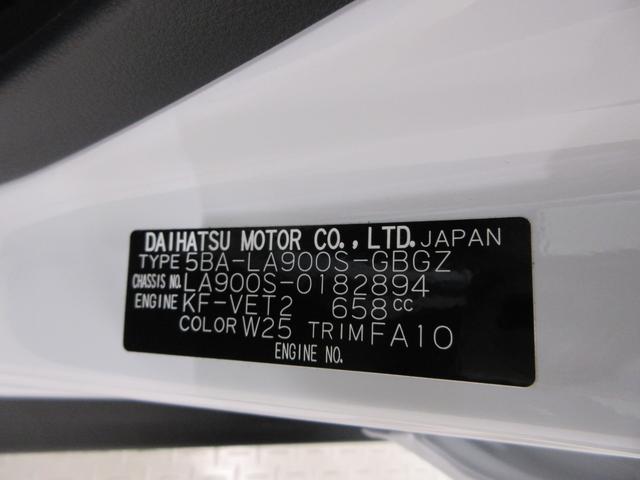 DAIHATSU MOTOR CO., LTD. JAPAN
TYPE 5BA-LA900S-GBGZ
CHASSIS NO. LA900S-0182894
ENGINE KF-VET2 658cc
COLOR W25 TRIM FA10
ENGINE NO.